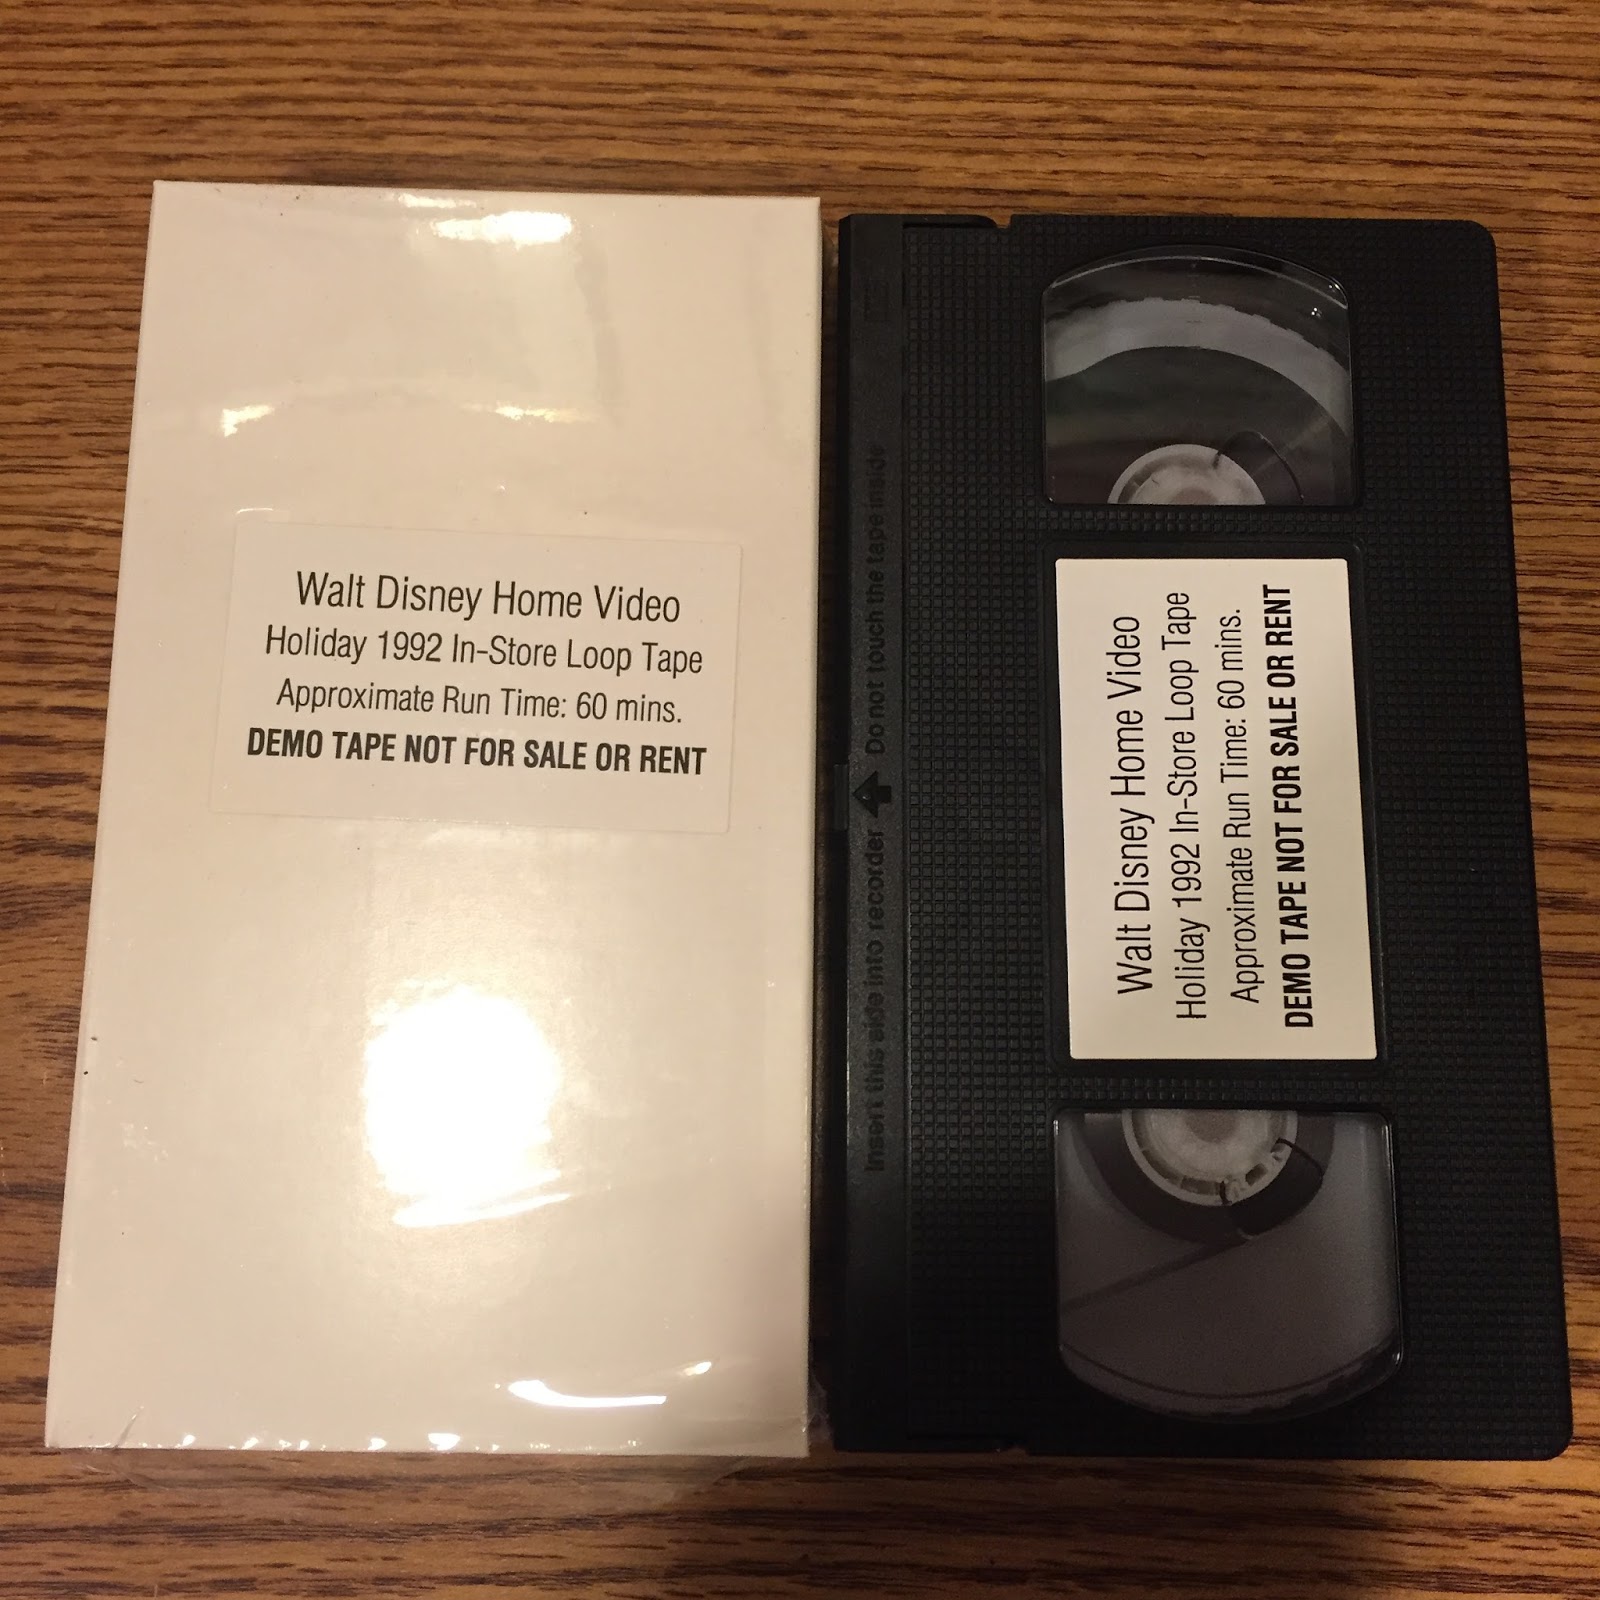 Walt Disney Home Video
Holiday 1992 In-Store Loop Tape
Approximate Run Time: 60 mins.
DEMO TAPE NOT FOR SALE OR RENT
Insert this side into recorder Do not touch the tape inside
Walt Disney Home Video
Holiday 1992 In-Store Loop Tape
Approximate Run Time: 60 mins.
DEMO TAPE NOT FOR SALE OR RENT